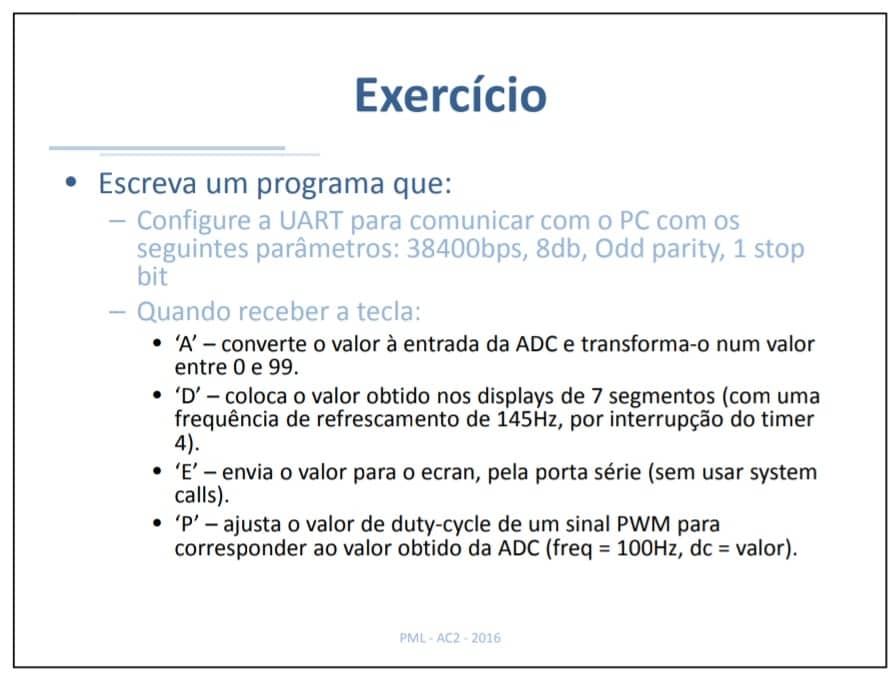 Exercício
• Escreva um programa que:
– Configure a UART para comunicar com o PC com os
seguintes parâmetros: 38400bps, 8db, Odd parity, 1 stop
bit
– Quando receber a tecla:
• ‘A’ – converte o valor à entrada da ADC e transforma-o num valor
entre 0 e 99.
• ‘D’ – coloca o valor obtido nos displays de 7 segmentos (com uma
frequência de refrescamento de 145Hz, por interrupção do timer
4).
• ‘E’ – envia o valor para o ecran, pela porta série (sem usar system
calls).
• ‘P’ – ajusta o valor de duty-cycle de um sinal PWM para
corresponder ao valor obtido da ADC (freq = 100Hz, dc = valor).
PML - AC2 - 2016